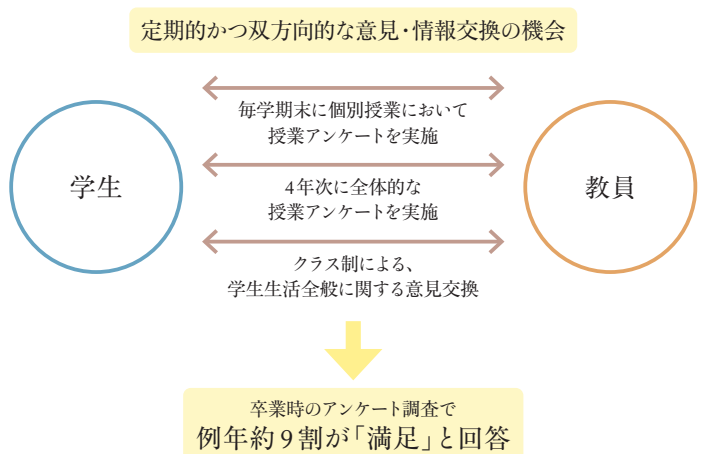 定期的かつ双方向的な意見・情報交換の機会
毎学期末に個別授業において
授業アンケートを実施
学生
教員
4年次に全体的な
授業アンケートを実施
クラス制による、
学生生活全般に関する意見交換
卒業時のアンケート調査で
例年約9割が「満足」と回答